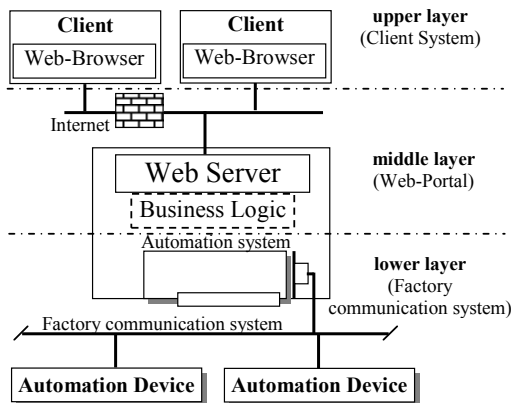 Client
Web-Browser
Client
Web-Browser
upper layer
(Client System)
Internet
Web Server
Business Logic
middle layer
(Web-Portal)
Automation system
lower layer
(Factory
communication system)
Factory communication system
Automation Device
Automation Device